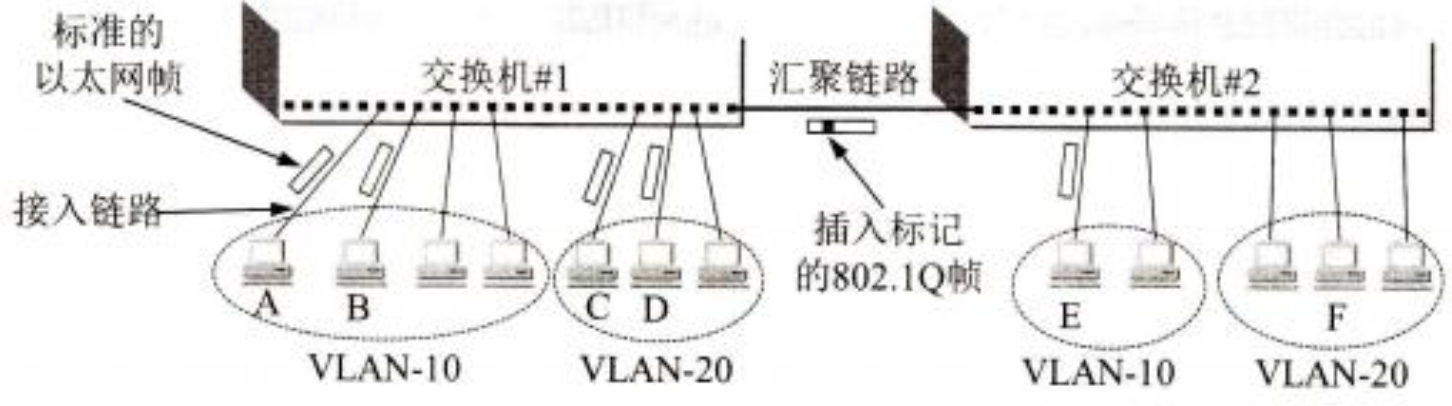 标准的
以太网帧
交换机#1
汇聚链路
交换机#2
接入链路
插入标记
的802.1Q帧
A
B
C
D
E
F
VLAN-10
VLAN-20
VLAN-10
VLAN-20